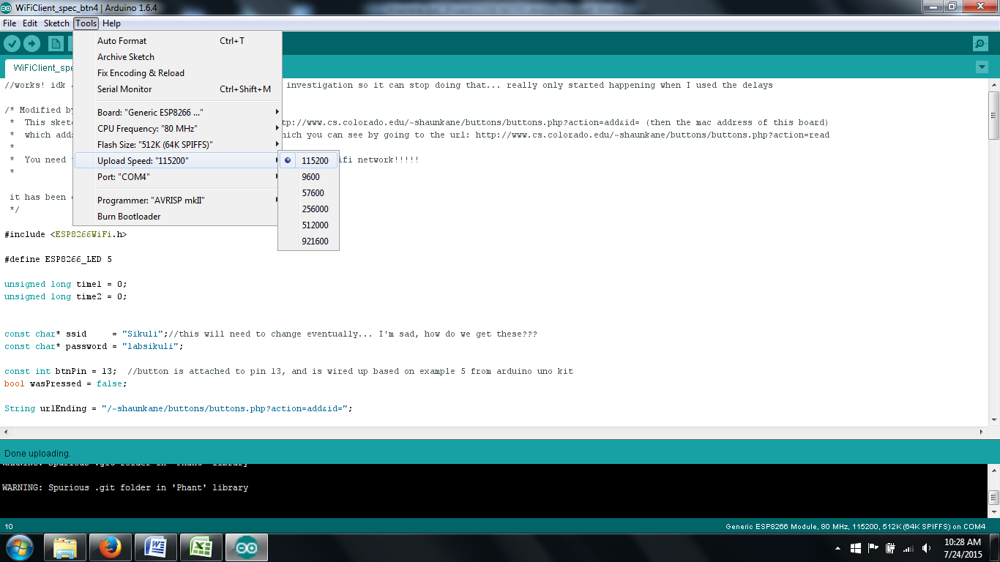 WiFiClient_spec_btn4 | Arduino 1.6.4
File Edit Sketch Tools Help
Auto Format Ctrl+T
Archive Sketch
Fix Encoding & Reload
Serial Monitor Ctrl+Shift+M
Board: "Generic ESP8266 ..."
CPU Frequency: "80 MHz"
Flash Size: "512K (64K SPIFFS)"
Upload Speed: "115200"
Port: "COM4"
Programmer: "AVRISP mkII"
Burn Bootloader
115200
9600
57600
256000
512000
921600
WiFiClient_spe
//works! idk investigation so it can stop doing that... really only started happening when I used the delays
/* Modified by
* This sket ttp://www.cs.colorado.edu/~shaunkane/buttons/buttons.php?action=add&id= (then the mac address of this board)
* which adds hich you can see by going to the url: http://www.cs.colorado.edu/~shaunkane/buttons/buttons.php?action=read
*
* You need ifi network!!!!!
*
it has been
*/
#include <ESP8266WiFi.h>
#define ESP8266_LED 5
unsigned long time1 = 0;
unsigned long time2 = 0;
const char* ssid     = "Sikuli";//this will need to change eventually... I'm sad, how do we get these???
const char* password = "labsikuli";
const int btnPin = 13;  //button is attached to pin 13, and is wired up based on example 5 from arduino uno kit
bool wasPressed = false;
String urlEnding = "/~shaunkane/buttons/buttons.php?action=add&id=";
Done uploading.
WARNING: Spurious .git folder in 'Phant' library
WARNING: Spurious .git folder in 'Phant' library
10
Generic ESP8266 Module, 80 MHz, 115200, 512K (64K SPIFFS) on COM4
10:28 AM
7/24/2015